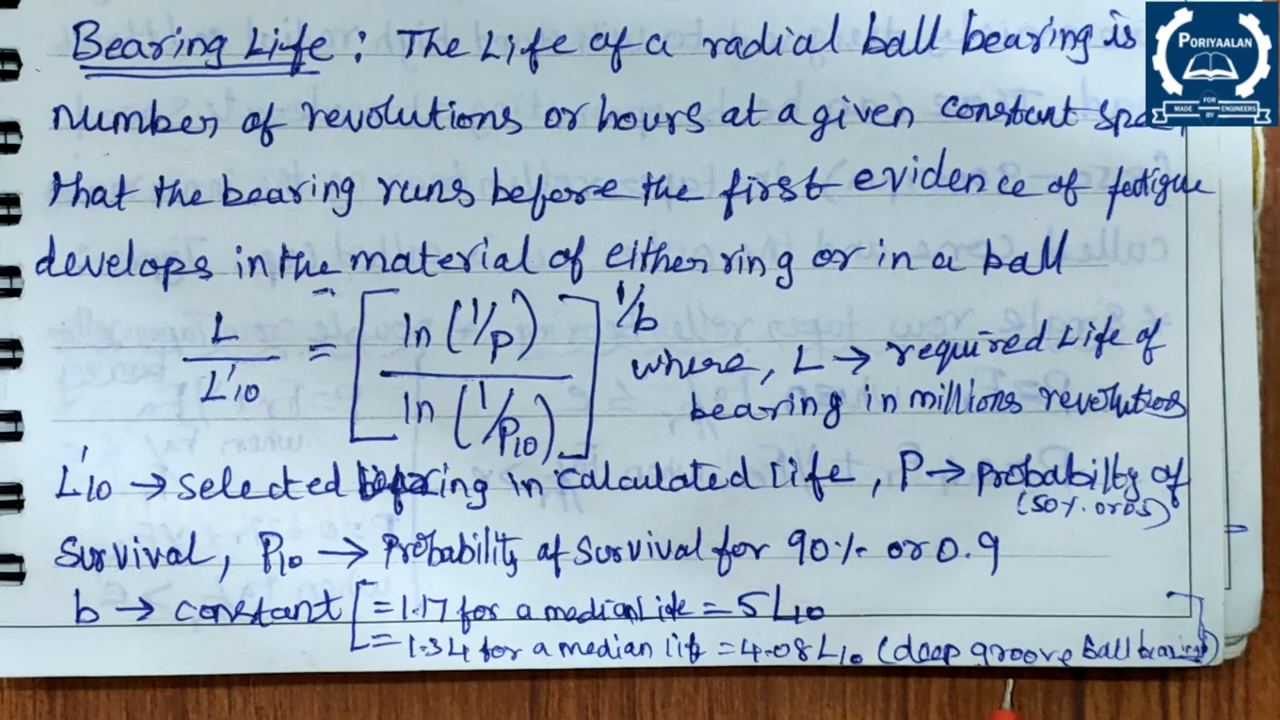 Bearing Life: The Life of a radial ball bearing is
number of revolutions or hours at a given constant
that the bearing runs before the first evidence of fatigue
develops in the material of either ring or in a ball
L/L'10 = [ln (1/P) / ln (1/P10)]^1/b where, L → required Life of
bearing in millions revolutions
L'10 → selected bearing in calculated Life, P → Probabilty of
(50%. or 0.5)
Survival, P10 → Probability of Survival for 90% or 0.9
b → constant [= 1.17 for a median Life = 5 L10
= 1.34 for a median life = 4.08 L10 (deep groove Ball bearings)]
PORIYAALAN
MADE FOR BY ENGINEERS